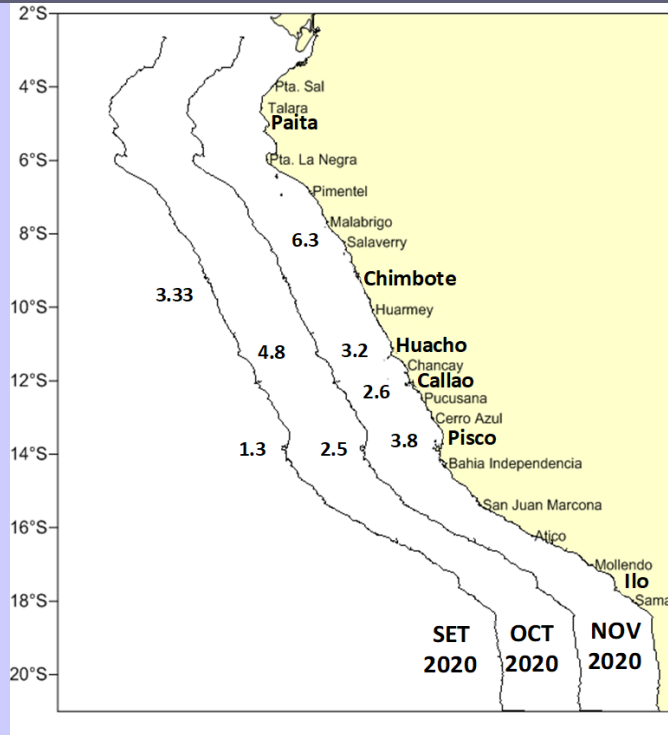 2°S
4°S
Pta. Sal
Talara
Paita
6°S
Pta. La Negra
Pimentel
Malabrigo
8°S
6.3
Salaverry
Chimbote
3.33
10°S
Huarmey
4.8
3.2
Huacho
Chancay
12°S
Callao
2.6
Pucusana
Cerro Azul
1.3
2.5
3.8
Pisco
14°S
Bahia Independencia
San Juan Marcona
16°S
Atico
Mollendo
Ilo
18°S
Sama
SET
2020
OCT
2020
NOV
2020
20°S